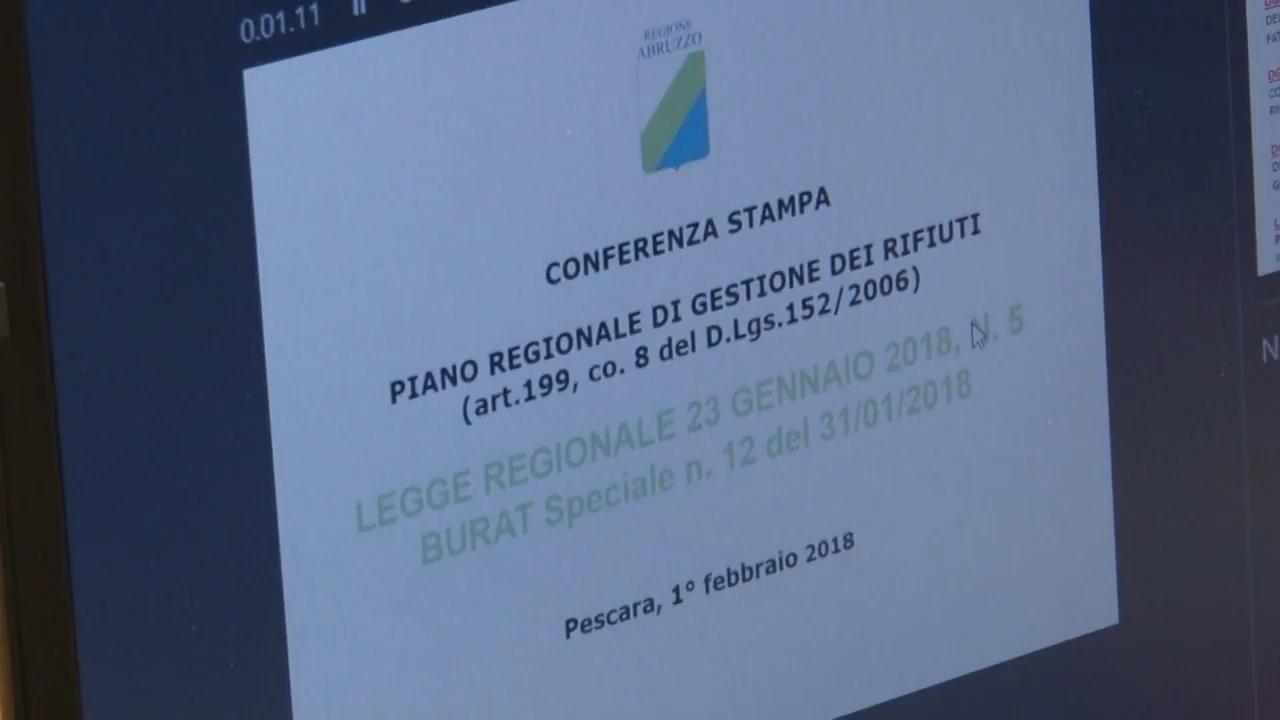 0.01.11
REGIONE
ABRUZZO
CONFERENZA STAMPA
PIANO REGIONALE DI GESTIONE DEI RIFIUTI
(art.199, co. 8 del D.Lgs.152/2006)
LEGGE REGIONALE 23 GENNAIO 2018, N. 5
BURAT Speciale n. 12 del 31/01/2018
Pescara, 1° febbraio 2018